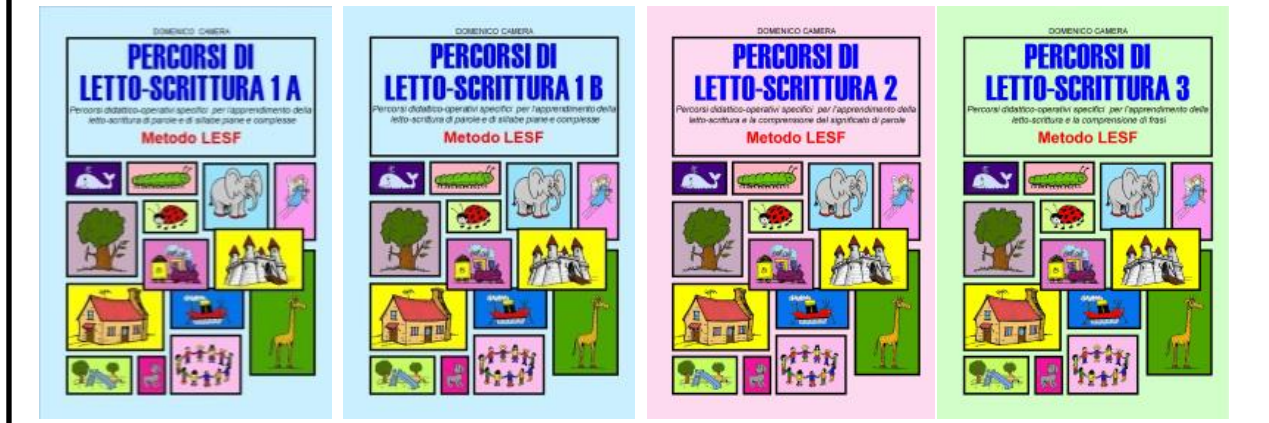 DOMENICO CAMERA
PERCORSI DI
LETTO-SCRITTURA 1 A
Percorsi didattico-operativi specifici per l'apprendimento della
letto-scrittura di parole e di sillabe piane e complesse
Metodo LESF
DOMENICO CAMERA
PERCORSI DI
LETTO-SCRITTURA 1 B
Percorsi didattico-operativi specifici per l'apprendimento della
letto-scrittura di parole e di sillabe piane e complesse
Metodo LESF
DOMENICO CAMERA
PERCORSI DI
LETTO-SCRITTURA 2
Percorsi didattico-operativi specifici per l'apprendimento della
letto-scrittura e la comprensione del significato di parole
Metodo LESF
DOMENICO CAMERA
PERCORSI DI
LETTO-SCRITTURA 3
Percorsi didattico-operativi specifici per l'apprendimento della
letto-scrittura e la comprensione di frasi
Metodo LESF